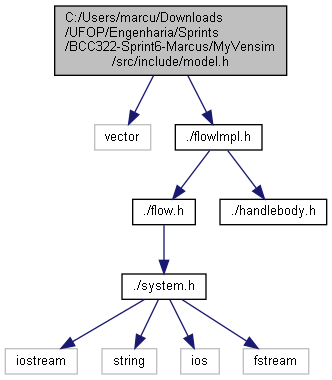 C:/Users/marcu/Downloads
/UFOP/Engenharia/Sprints
/BCC322-Sprint6-Marcus/MyVensim
/src/include/model.h
vector
./flowImpl.h
./flow.h
./handlebody.h
./system.h
iostream
string
ios
fstream